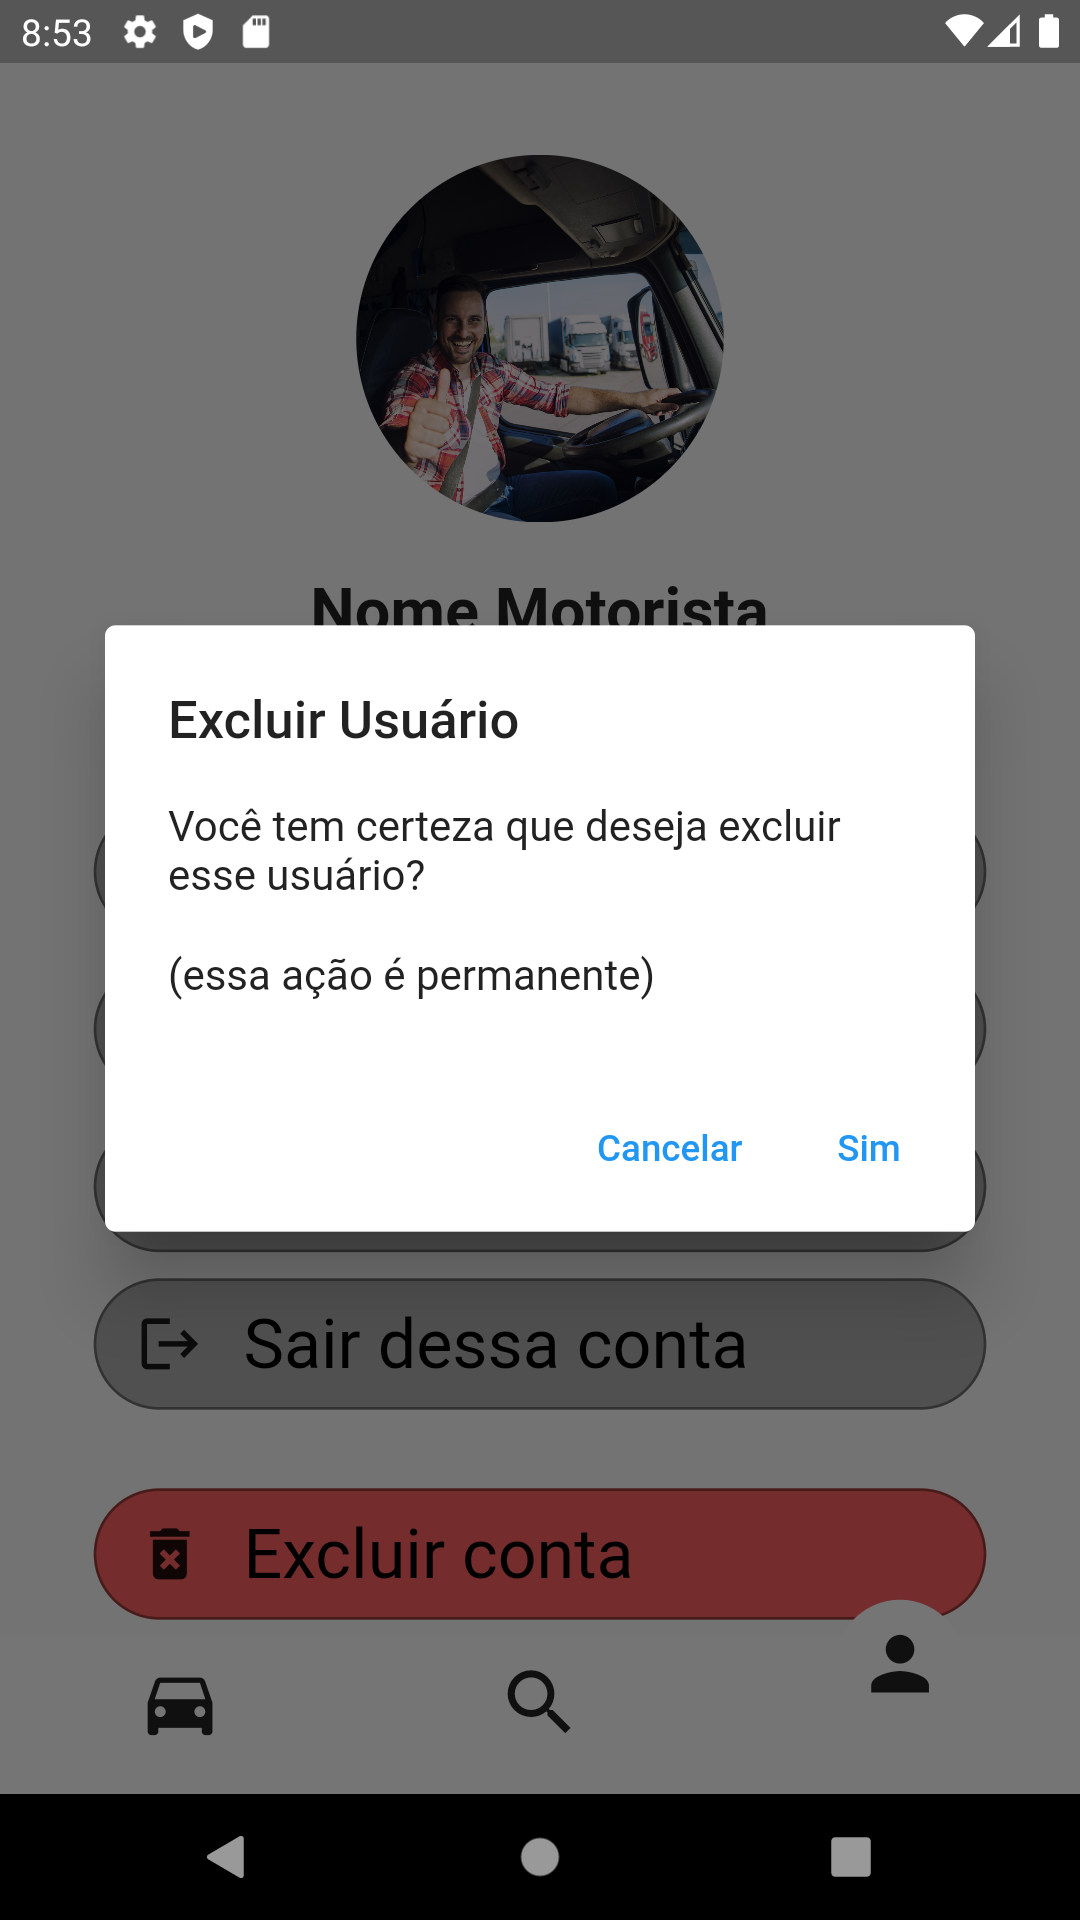 8:53
Nome Motorista
Excluir Usuário
Você tem certeza que deseja excluir
esse usuário?
(essa ação é permanente)
Cancelar
Sim
Sair dessa conta
Excluir conta